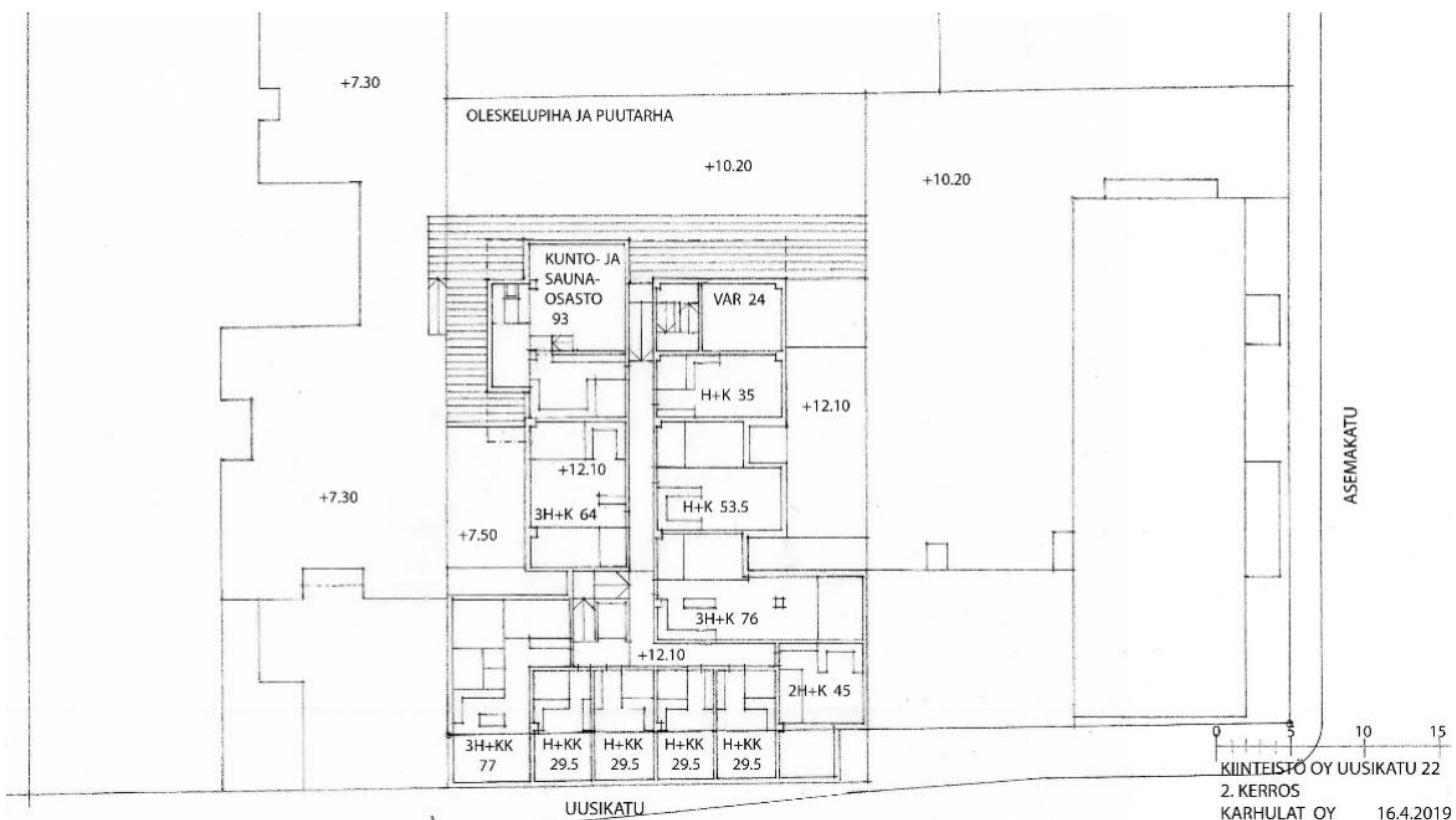 +7.30
OLESKELUPIHA JA PUUTARHA
+10.20
+10.20
KUNTO- JA
SAUNA-
OSASTO
93
VAR 24
H+K 35
+12.10
+12.10
H+K 53.5
3H+K 64
+7.30
+7.50
ASEMAKATU
3H+K 76
+12.10
2H+K 45
3H+KK
77
H+KK
29.5
H+KK
29.5
H+KK
29.5
H+KK
29.5
UUSIKATU
0 5 10 15
KIINTEISTÖ OY UUSIKATU 22
2. KERROS
KARHULAT OY 16.4.2019